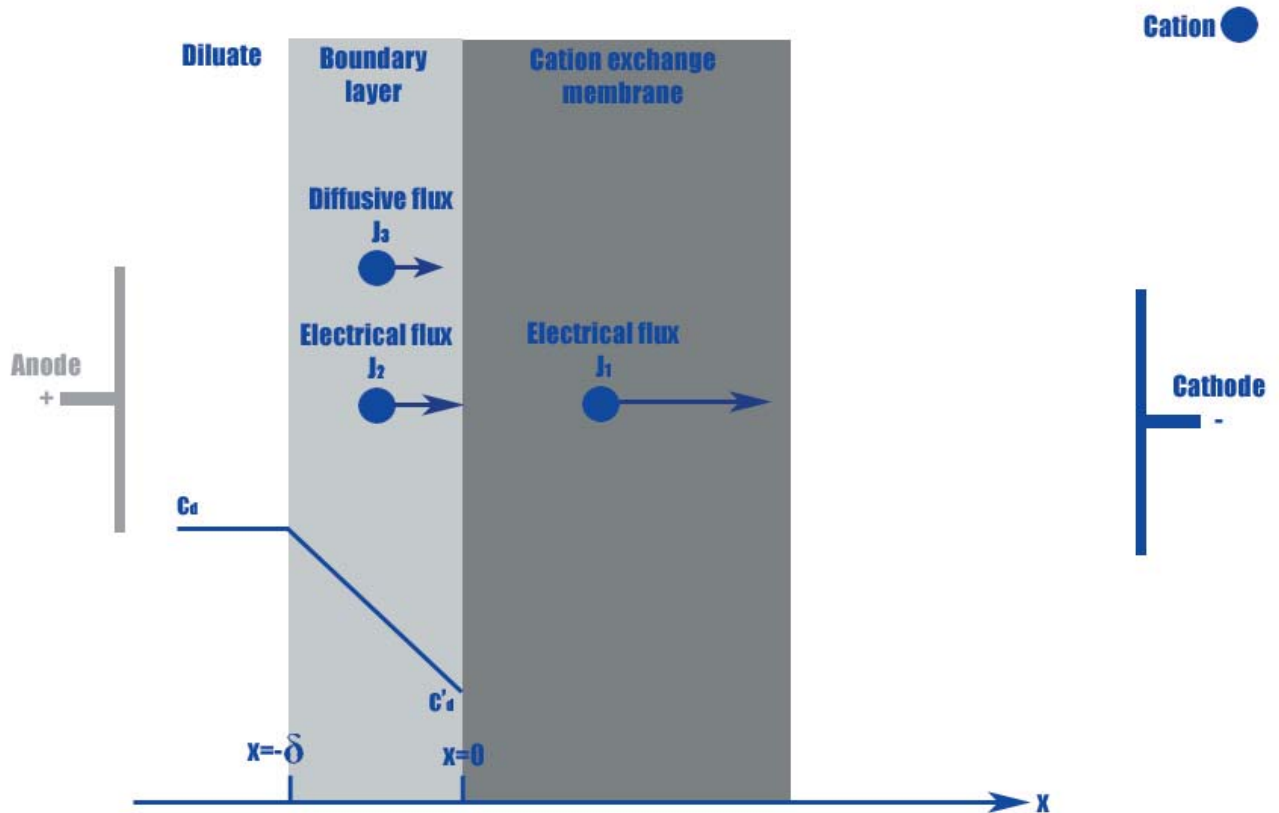 Cation
Diluate
Boundary
layer
Cation exchange
membrane
Diffusive flux
J₃
Electrical flux
J₂
Electrical flux
J₁
Anode
+
Cathode
-
Cd
C'd
x=-δ
x=0
x